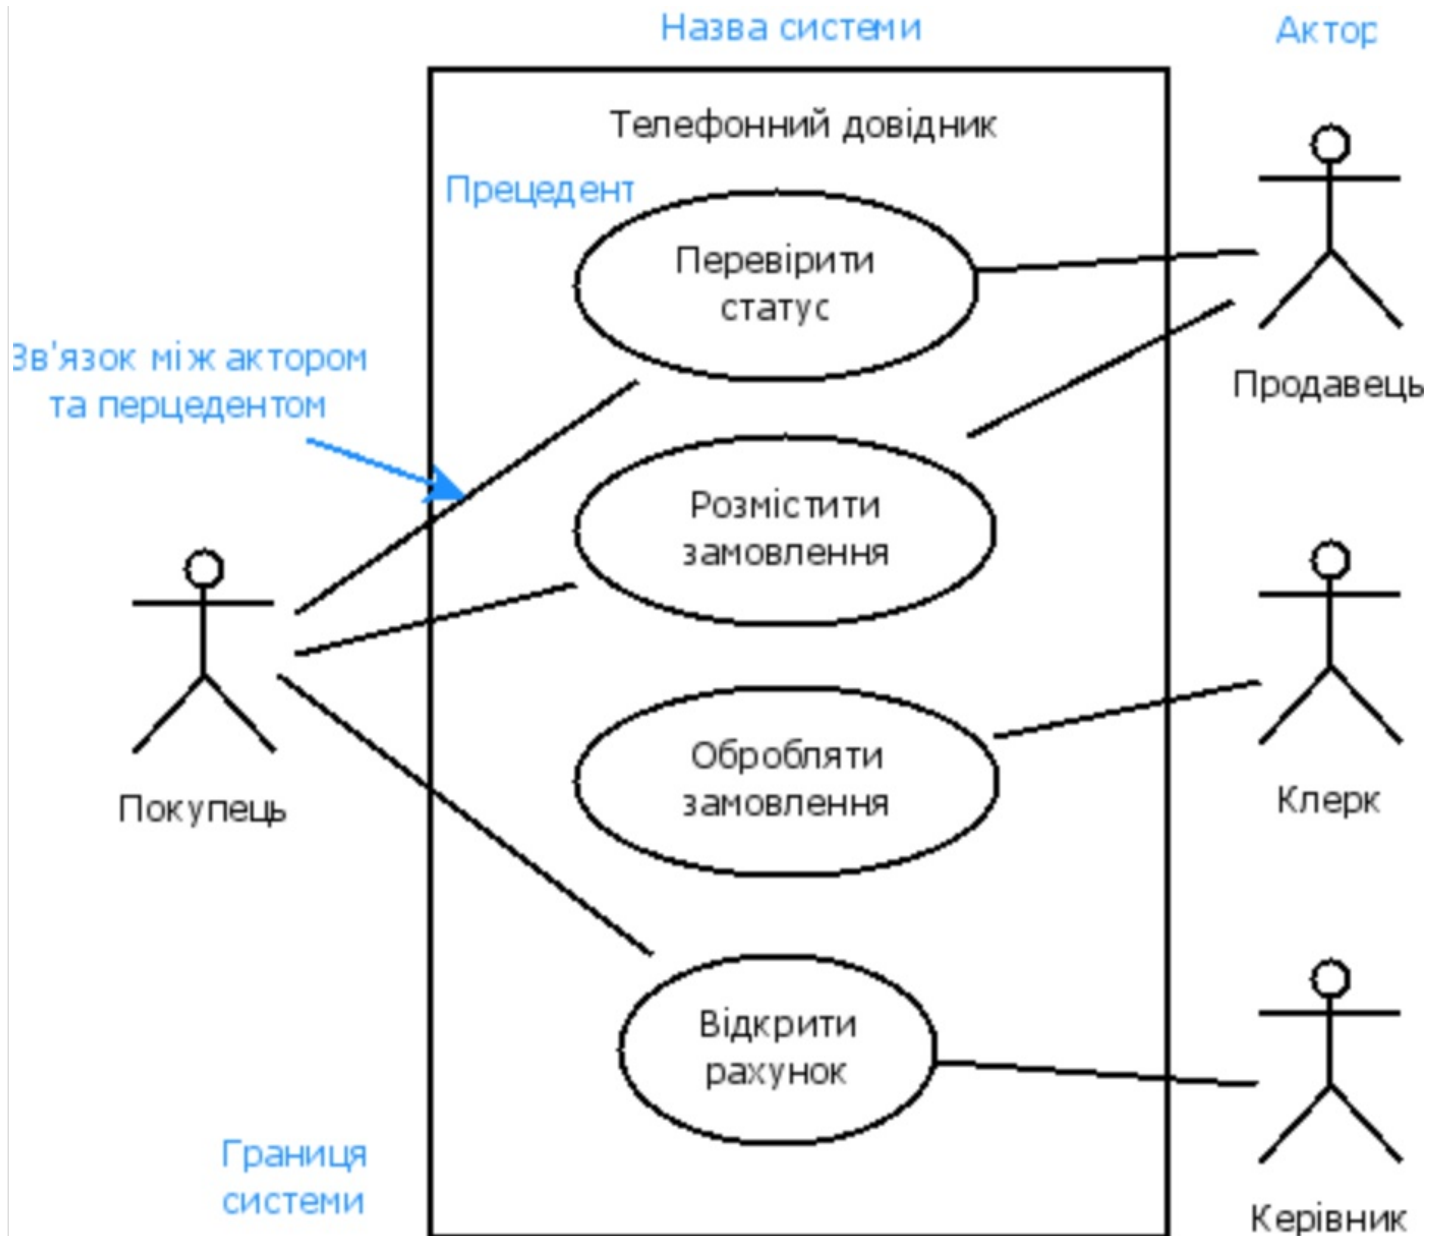 Назва системи
Актор
Телефонний довідник
Прецедент
Перевірити
статус
Зв'язок між актором
та перцедентом
Продавець
Розмістити
замовлення
Обробляти
замовлення
Покупець
Клерк
Відкрити
рахунок
Границя
системи
Керівник